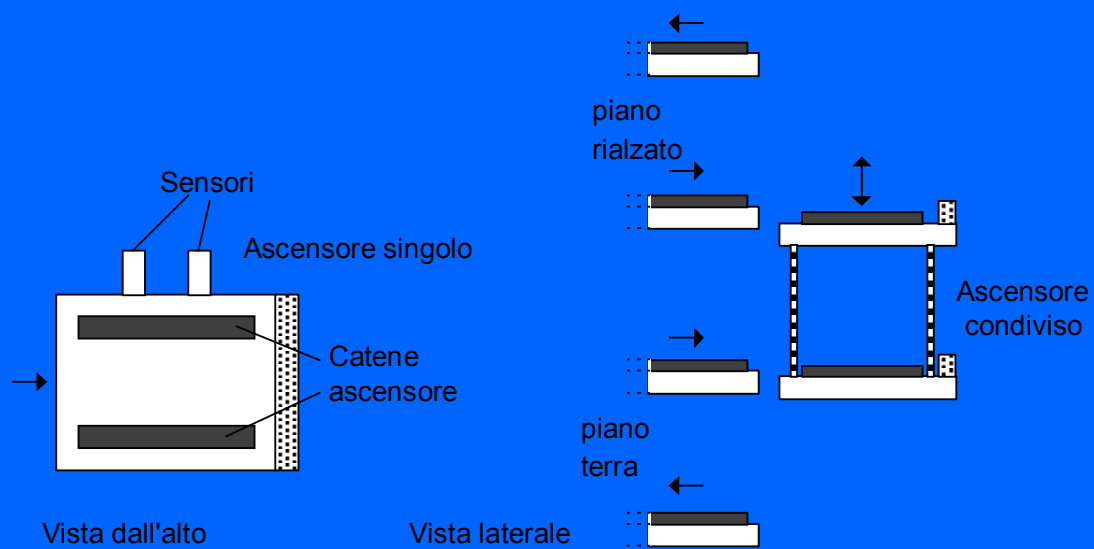 piano
rialzato
Sensori
Ascensore singolo
Ascensore
condiviso
Catene
ascensore
piano
terra
Vista dall'alto
Vista laterale